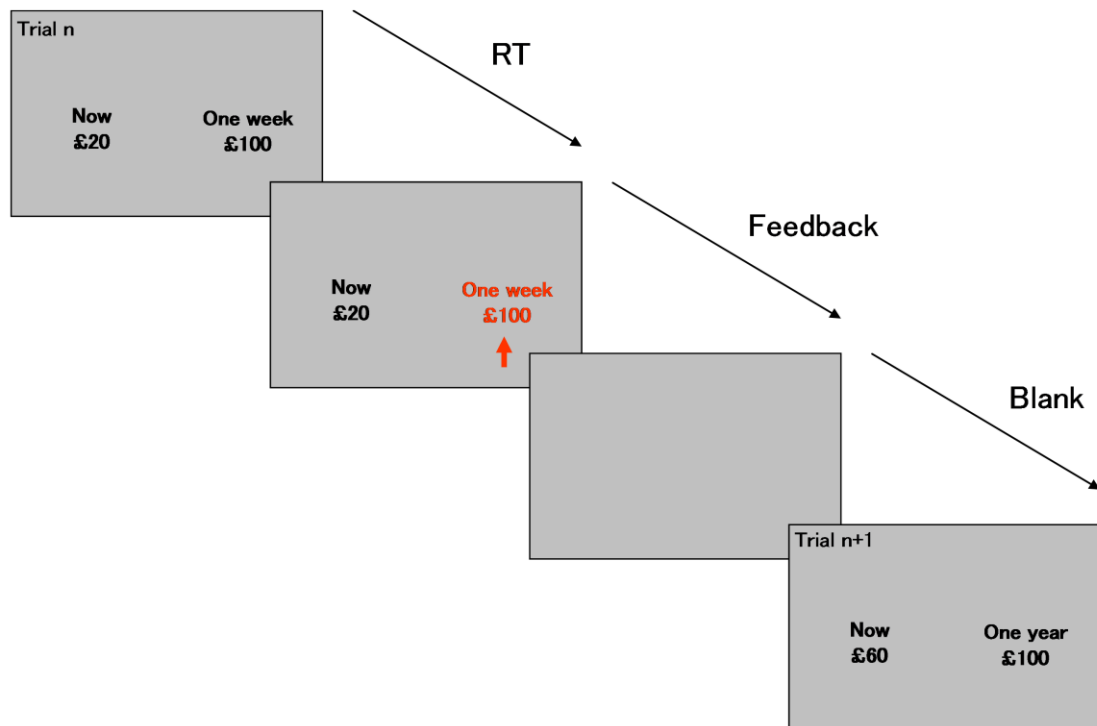 Trial n
Now
£20
One week
£100
RT
Now
£20
One week
£100
Feedback
Blank
Trial n+1
Now
£60
One year
£100